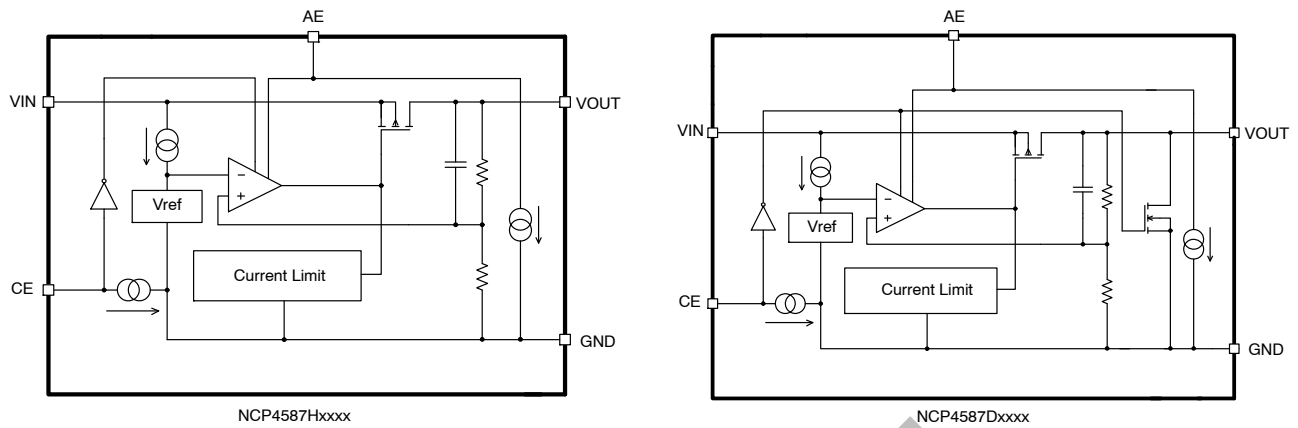 AE
VIN
VOUT
−
+
Vref
Current Limit
CE
GND
NCP4587Hxxxx
AE
VIN
VOUT
−
+
Vref
Current Limit
CE
GND
NCP4587Dxxxx